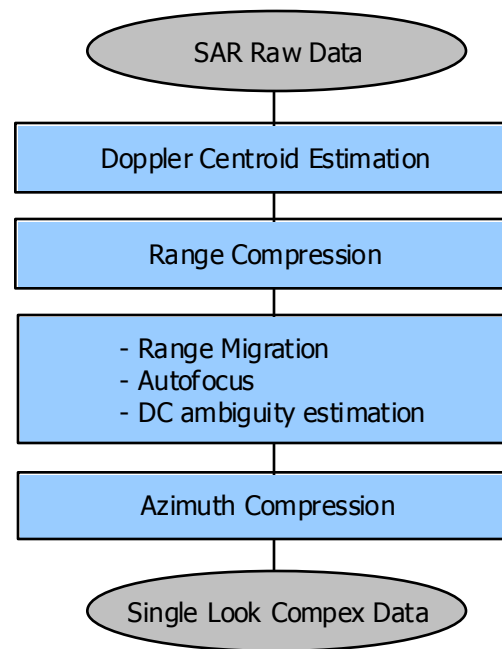 SAR Raw Data
Doppler Centroid Estimation
Range Compression
- Range Migration
- Autofocus
- DC ambiguity estimation
Azimuth Compression
Single Look Compex Data